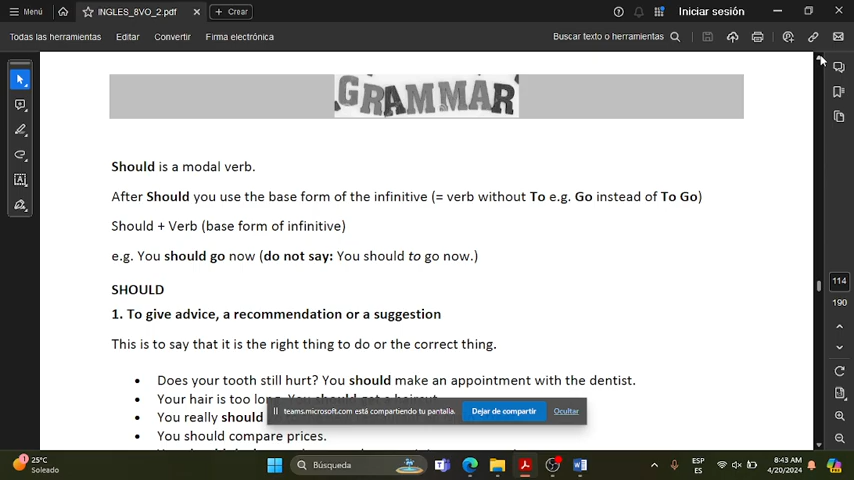 Menú
INGLES_8VO_2.pdf
Crear
Iniciar sesión
Todas las herramientas Editar Convertir Firma electrónica
Buscar texto o herramientas
GRAMMAR
Should is a modal verb.
After Should you use the base form of the infinitive (= verb without To e.g. Go instead of To Go)
Should + Verb (base form of infinitive)
e.g. You should go now (do not say: You should to go now.)
SHOULD
1. To give advice, a recommendation or a suggestion
This is to say that it is the right thing to do or the correct thing.
• Does your tooth still hurt? You should make an appointment with the dentist.
• Your hair is too long. You should get a haircut.
• You really should
• You should compare prices.
teams.microsoft.com está compartiendo tu pantalla. Dejar de compartir Ocultar
114
190
25°C
Soleado
Búsqueda
ESP
ES
8:43 AM
4/20/2024